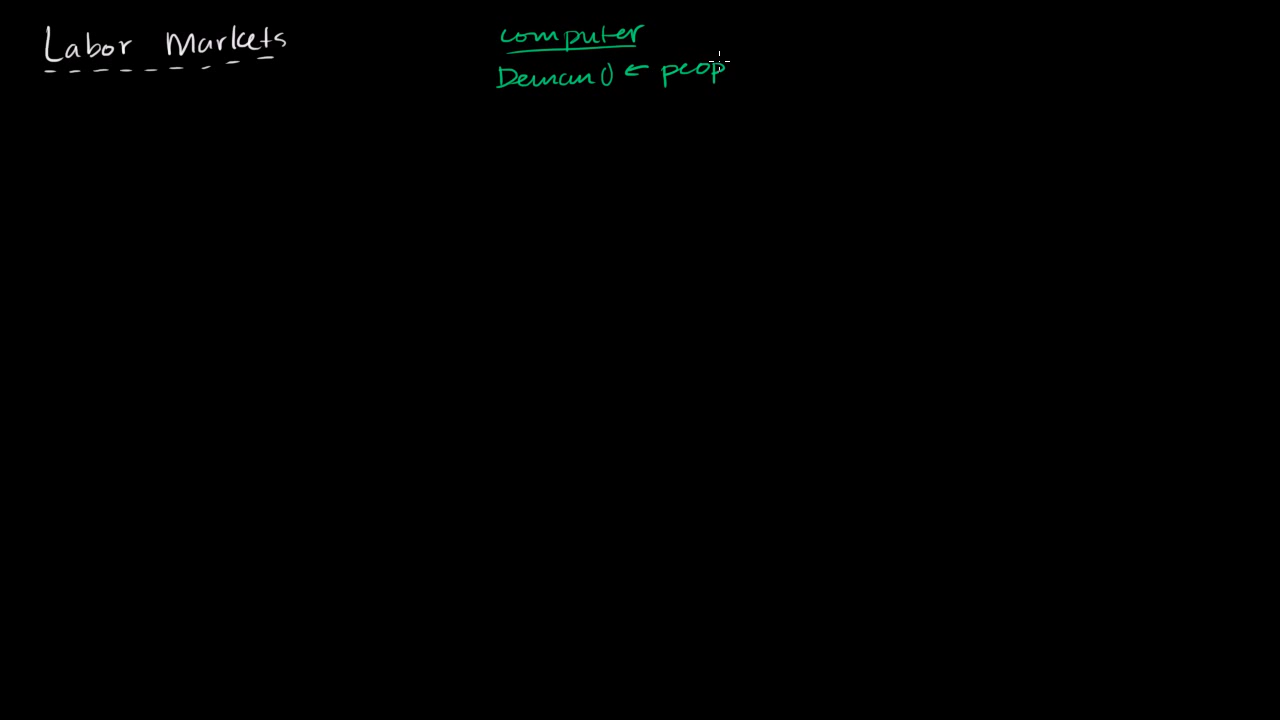 Labor Markets
computer
Demand ← peop